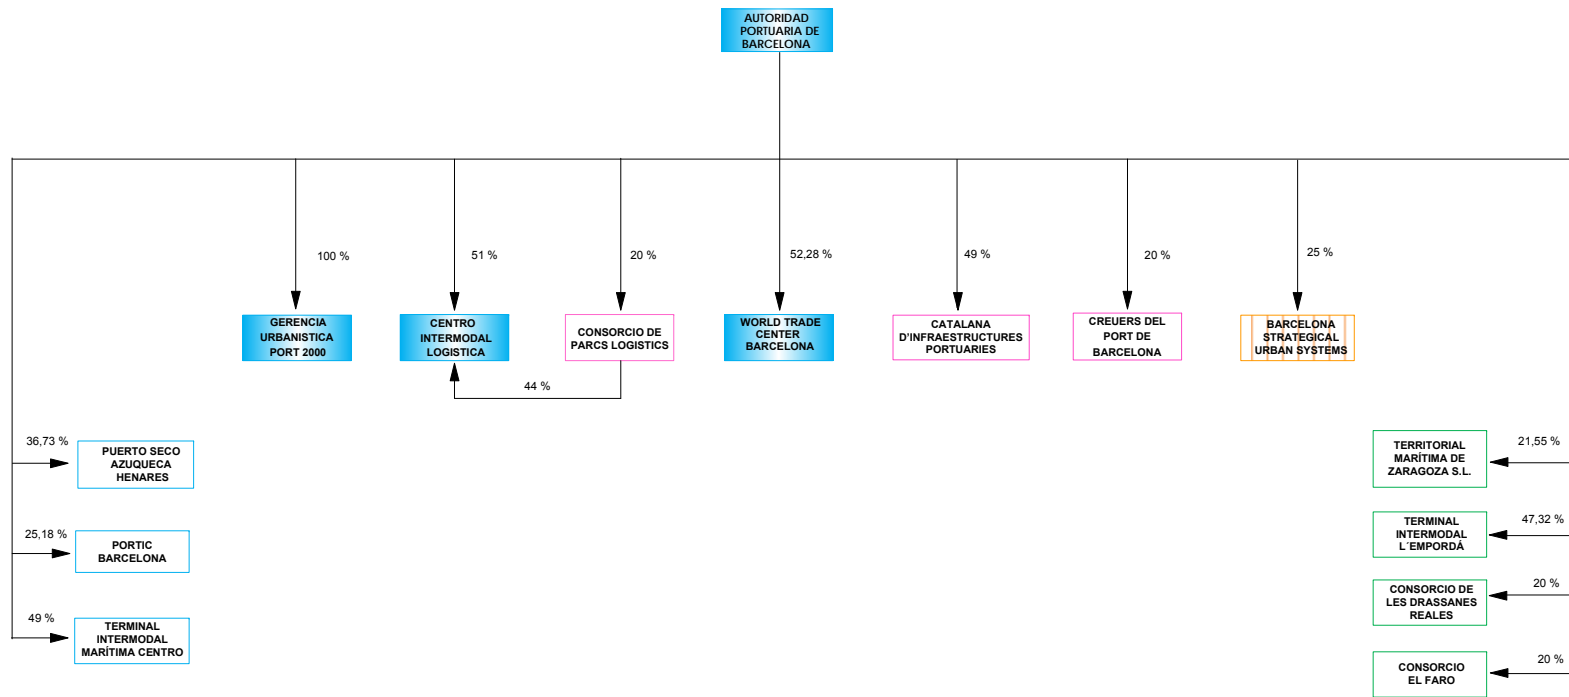 AUTORIDAD
PORTUARIA DE
BARCELONA
100 %
51 %
20 %
52,28 %
49 %
20 %
25 %
GERENCIA
URBANISTICA
PORT 2000
CENTRO
INTERMODAL
LOGISTICA
CONSORCIO DE
PARCS LOGISTICS
WORLD TRADE
CENTER
BARCELONA
CATALANA
D'INFRAESTRUCTURES
PORTUARIES
CREUERS DEL
PORT DE
BARCELONA
BARCELONA
STRATEGICAL
URBAN SYSTEMS
44 %
36,73 %
PUERTO SECO
AZUQUECA
HENARES
25,18 %
PORTIC
BARCELONA
49 %
TERMINAL
INTERMODAL
MARÍTIMA CENTRO
TERRITORIAL
MARÍTIMA DE
ZARAGOZA S.L.
21,55 %
TERMINAL
INTERMODAL
L´EMPORDÁ
47,32 %
CONSORCIO DE
LES DRASSANES
REALES
20 %
CONSORCIO
EL FARO
20 %